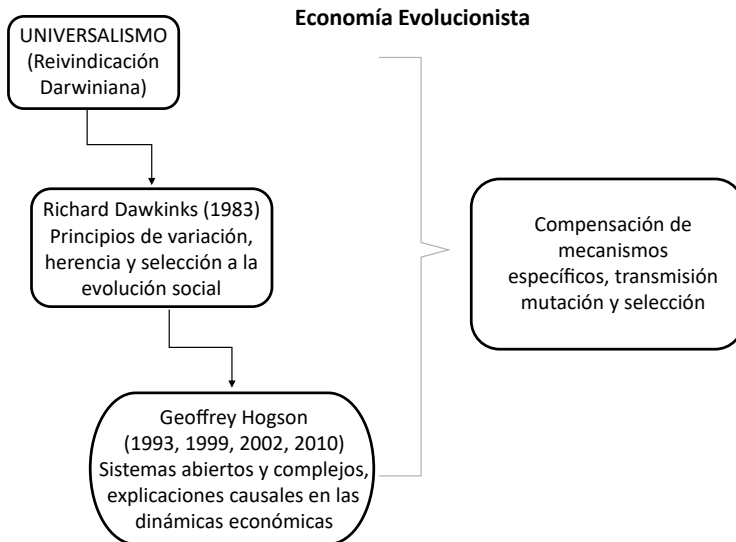 Economía Evolucionista
UNIVERSALISMO
(Reivindicación
Darwiniana)
Richard Dawkinks (1983)
Principios de variación,
herencia y selección a la
evolución social
Geoffrey Hogson
(1993, 1999, 2002, 2010)
Sistemas abiertos y complejos,
explicaciones causales en las
dinámicas económicas
Compensación de
mecanismos
específicos, transmisión
mutación y selección